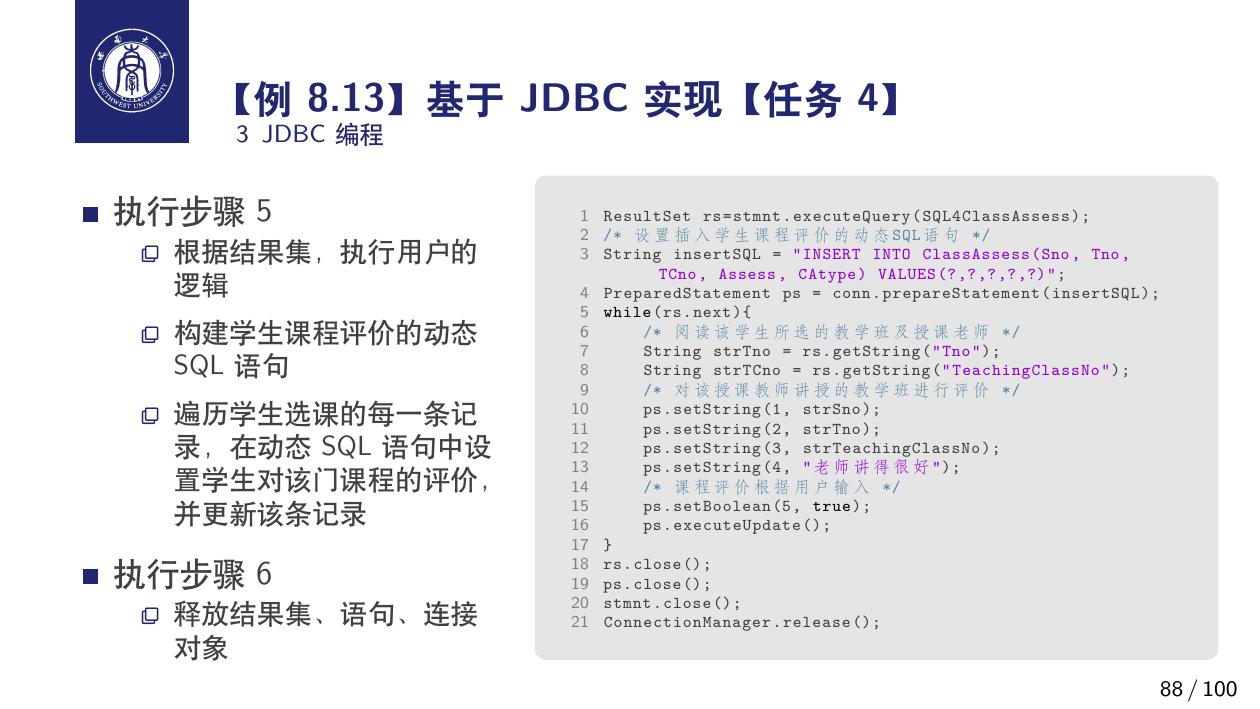 西南大学
SOUTHWEST UNIVERSITY
【例 8.13】基于 JDBC 实现【任务 4】
3 JDBC 编程
执行步骤 5
根据结果集，执行用户的
逻辑
构建学生课程评价的动态
SQL 语句
遍历学生选课的每一条记
录，在动态 SQL 语句中设
置学生对该门课程的评价，
并更新该条记录
执行步骤 6
释放结果集、语句、连接
对象
1 ResultSet rs=stmnt.executeQuery(SQL4ClassAssess);
2 /* 设置插入学生课程评价的动态SQL语句 */
3 String insertSQL = "INSERT INTO ClassAssess(Sno, Tno,
TCno, Assess, CAtype) VALUES(?,?,?,?,?)";
4 PreparedStatement ps = conn.prepareStatement(insertSQL);
5 while(rs.next){
6 /* 阅读该学生所选的教学班及授课老师 */
7 String strTno = rs.getString("Tno");
8 String strTCno = rs.getString("TeachingClassNo");
9 /* 对该授课教师讲授的教学班进行评价 */
10 ps.setString(1, strSno);
11 ps.setString(2, strTno);
12 ps.setString(3, strTeachingClassNo);
13 ps.setString(4, "老师讲得很好");
14 /* 课程评价根据用户输入 */
15 ps.setBoolean(5, true);
16 ps.executeUpdate();
17 }
18 rs.close();
19 ps.close();
20 stmnt.close();
21 ConnectionManager.release();
88 / 100